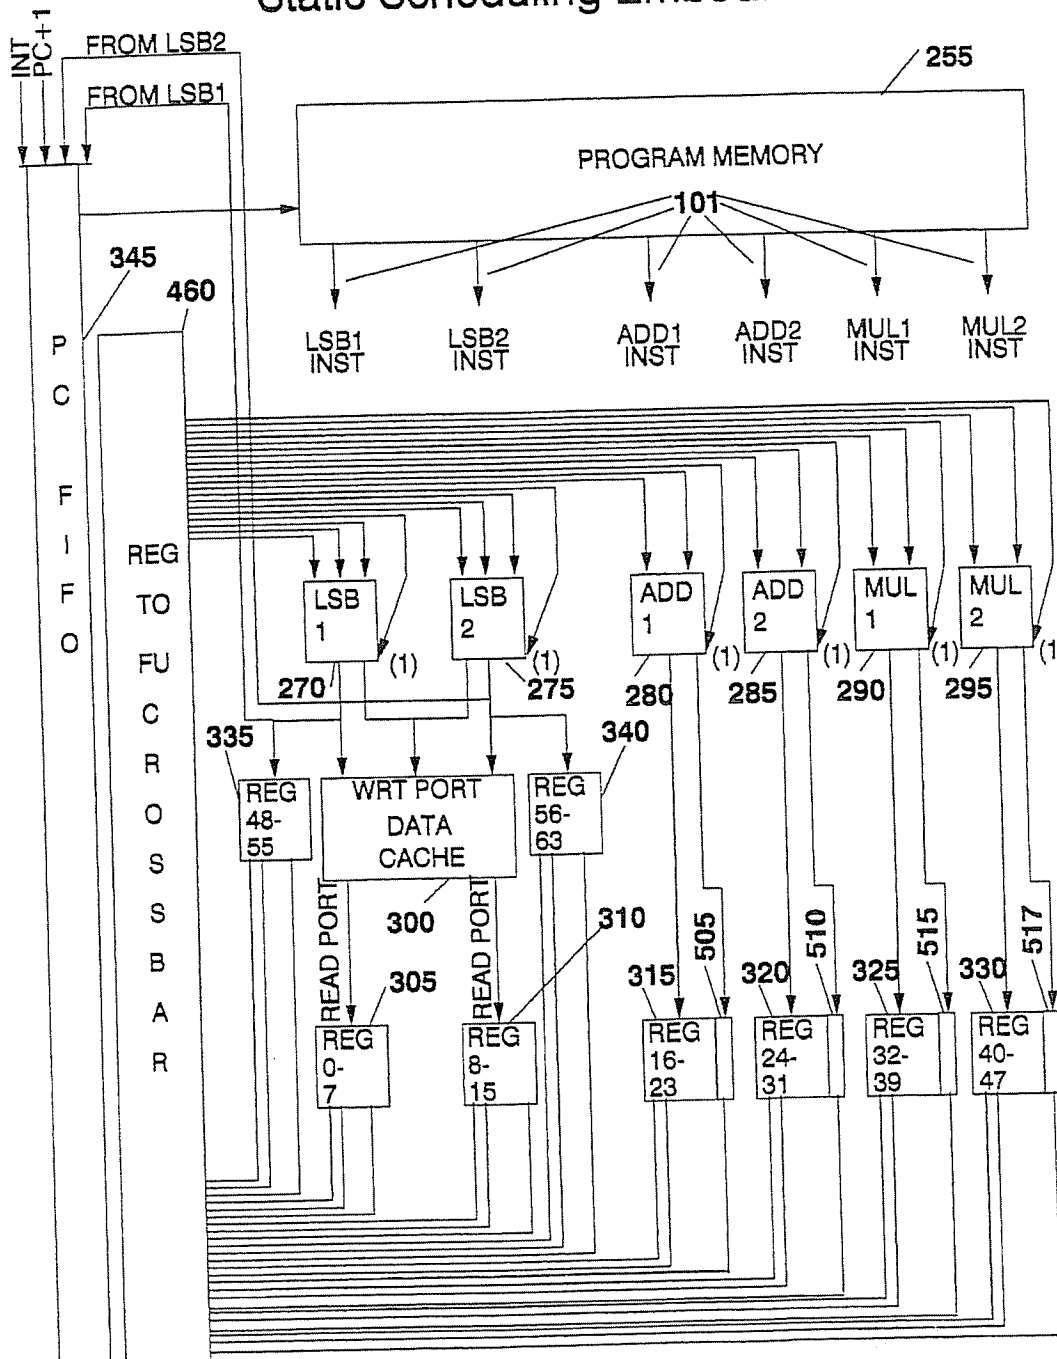 Static Scheduling
INT
PC+1
FROM LSB2
FROM LSB1
255
PROGRAM MEMORY
101
345
460
LSB1
INST
LSB2
INST
ADD1
INST
ADD2
INST
MUL1
INST
MUL2
INST
PC FIFO
REG
TO
FU
CROSSBAR
LSB
1
LSB
2
ADD
1
ADD
2
MUL
1
MUL
2
(1)
(1)
(1)
(1)
(1)
(1
270
275
280
285
290
295
335
340
REG
48-
55
WRT PORT
DATA
CACHE
REG
56-
63
READ PORT
300
READ PORT
310
305
505
510
515
517
315
320
325
330
REG
0-
7
REG
8-
15
REG
16-
23
REG
24-
31
REG
32-
39
REG
40-
47